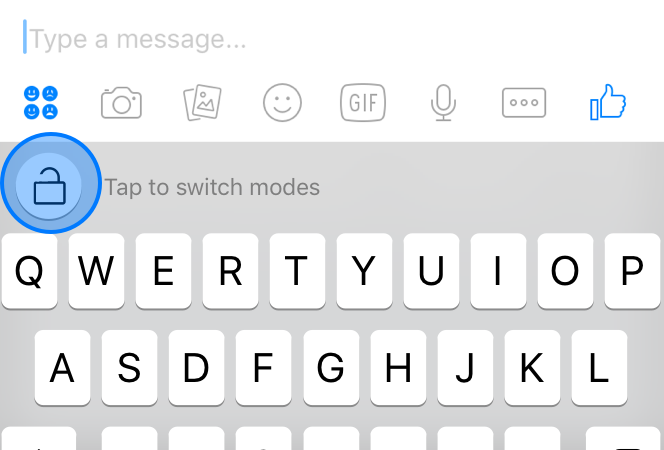 Type a message...
GIF
Tap to switch modes
Q W E R T Y U I O P
A S D F G H J K L